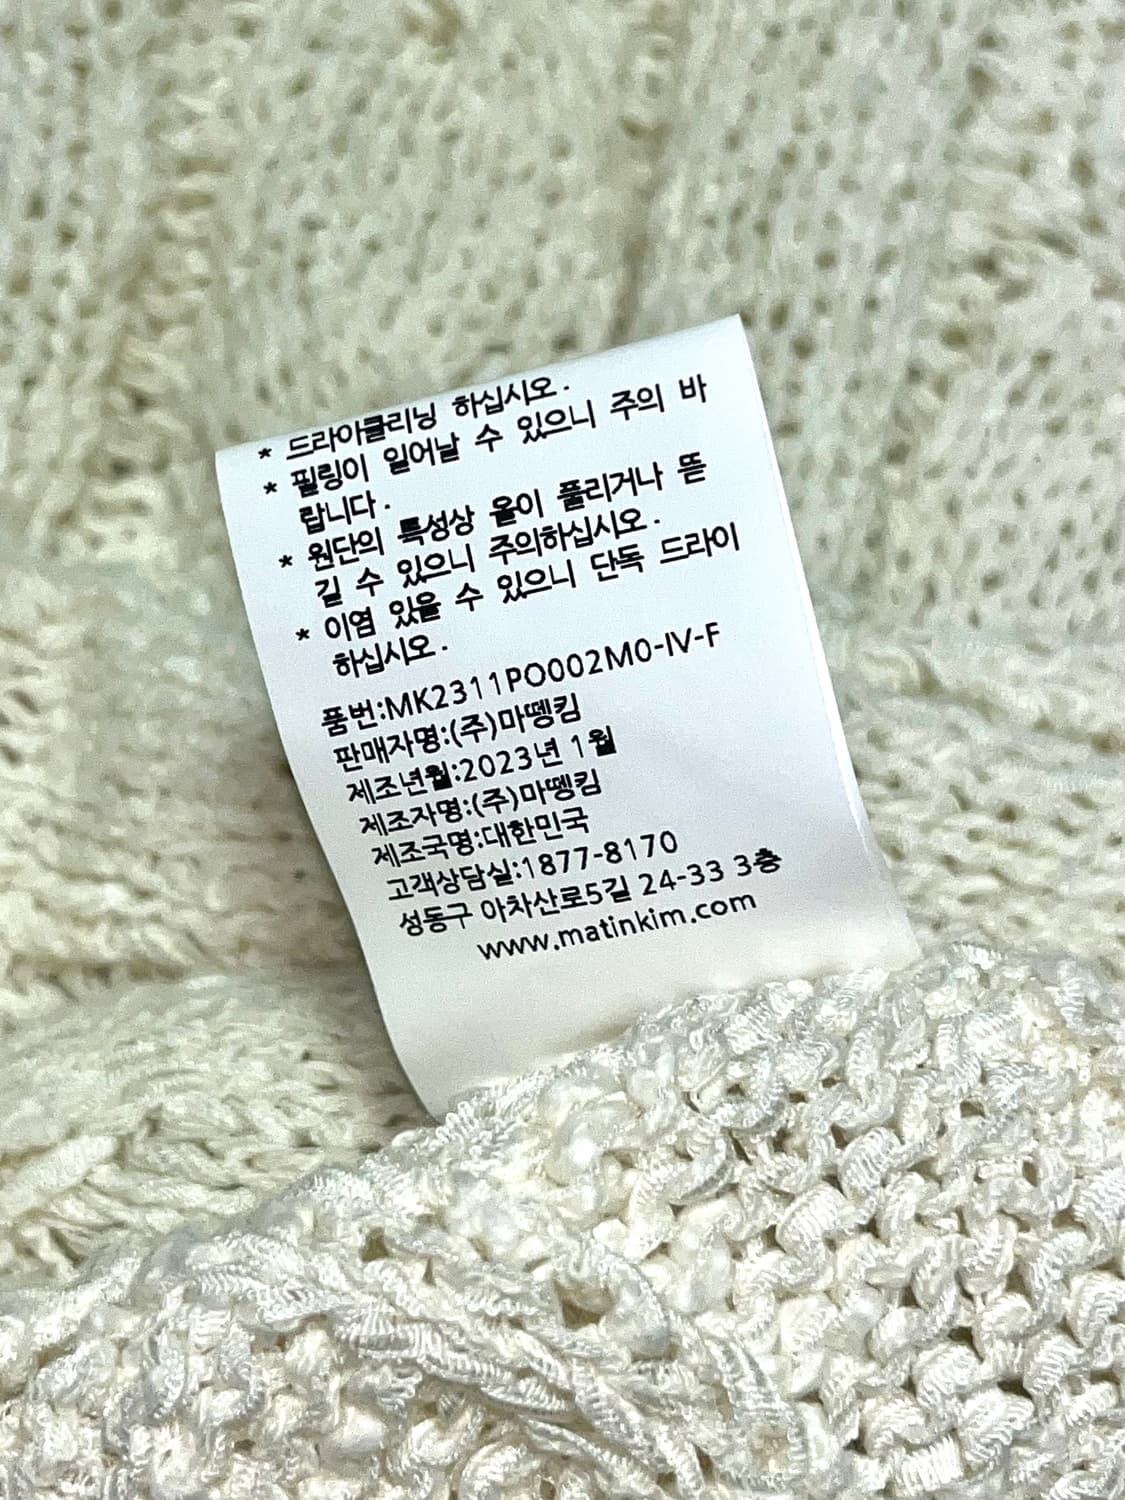 * 드라이클리닝 하십시오.
* 필링이 일어날 수 있으니 주의 바
랍니다.
* 원단의 특성상 올이 풀리거나 뜯
길 수 있으니 주의하십시오.
* 이염 있을 수 있으니 단독 드라이
하십시오.
품번:MK2311PO002M0-IV-F
판매자명:(주)마뗑킴
제조년월:2023년 1월
제조자명:(주)마뗑킴
제조국명:대한민국
고객상담실:1877-8170
성동구 아차산로5길 24-33 3층
www.matinkim.com